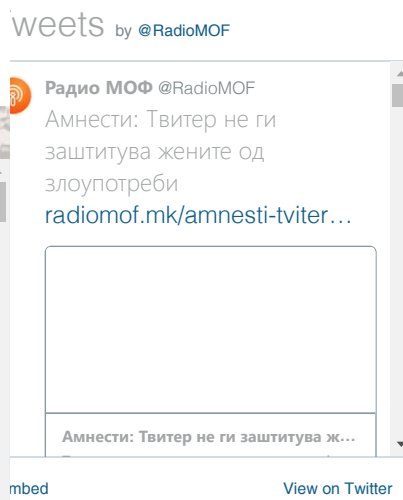 weets by @RadioMOF
Радио МОФ @RadioMOF
Амнести: Твитер не ги
заштитува жените од
злоупотреби
radiomof.mk/amnesti-tviter…
Амнести: Твитер не ги заштитува ж…
mbed View on Twitter